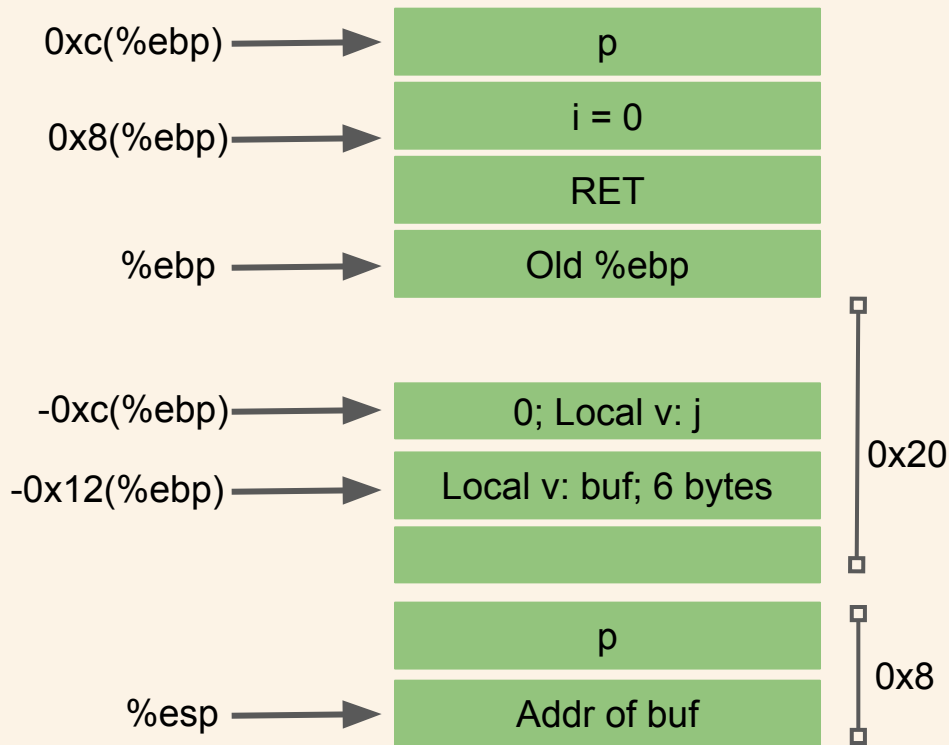 0xc(%ebp)
p
0x8(%ebp)
i = 0
RET
%ebp
Old %ebp
-0xc(%ebp)
0; Local v: j
0x20
-0x12(%ebp)
Local v: buf; 6 bytes
p
0x8
%esp
Addr of buf